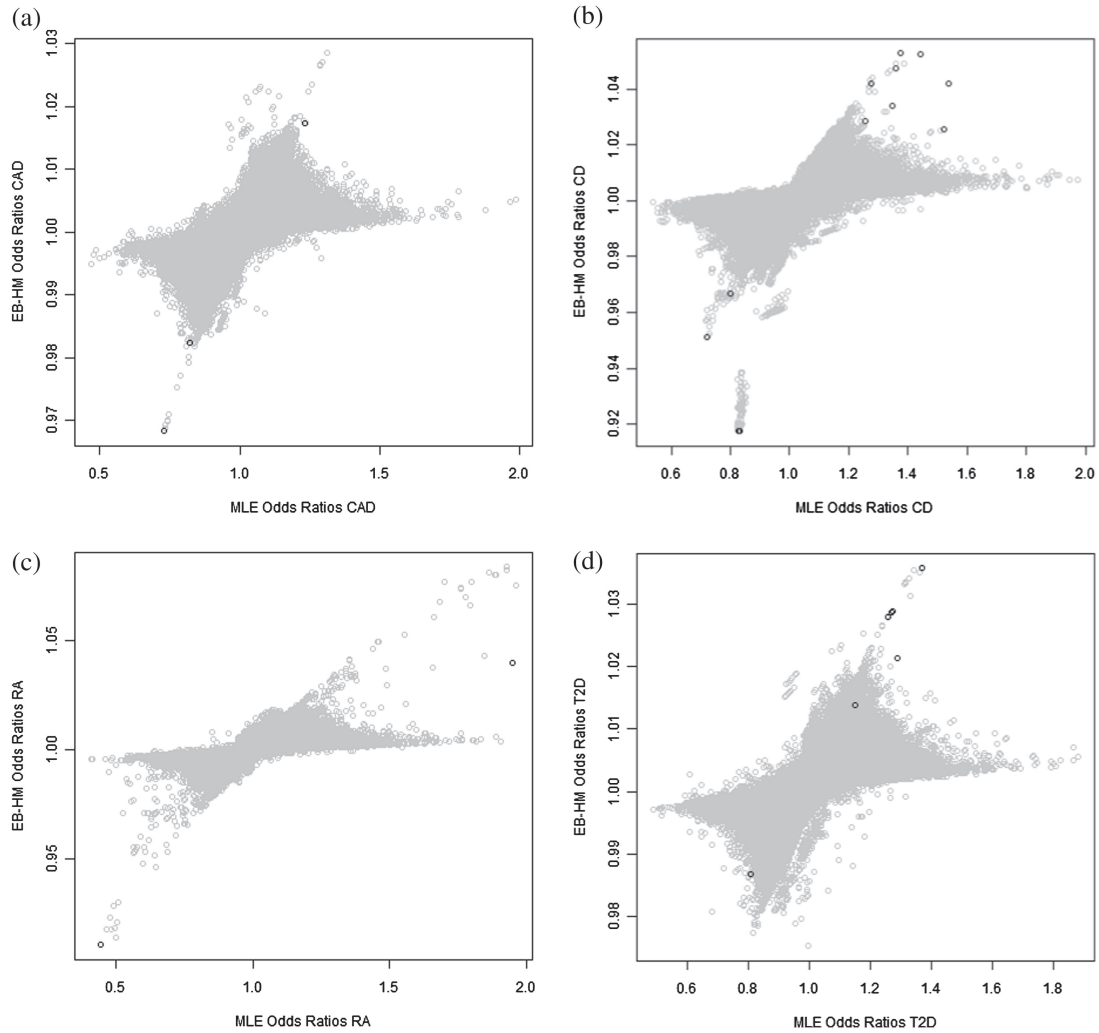 (a)
1.03
1.02
1.01
1.00
0.99
0.98
0.97
EB-HM Odds Ratios CAD
0.5 1.0 1.5 2.0
MLE Odds Ratios CAD
(b)
1.04
1.02
1.00
0.98
0.96
0.94
0.92
EB-HM Odds Ratios CD
0.6 0.8 1.0 1.2 1.4 1.6 1.8 2.0
MLE Odds Ratios CD
(c)
1.05
1.00
0.95
EB-HM Odds Ratios RA
0.5 1.0 1.5 2.0
MLE Odds Ratios RA
(d)
1.03
1.02
1.01
1.00
0.99
0.98
EB-HM Odds Ratios T2D
0.6 0.8 1.0 1.2 1.4 1.6 1.8
MLE Odds Ratios T2D